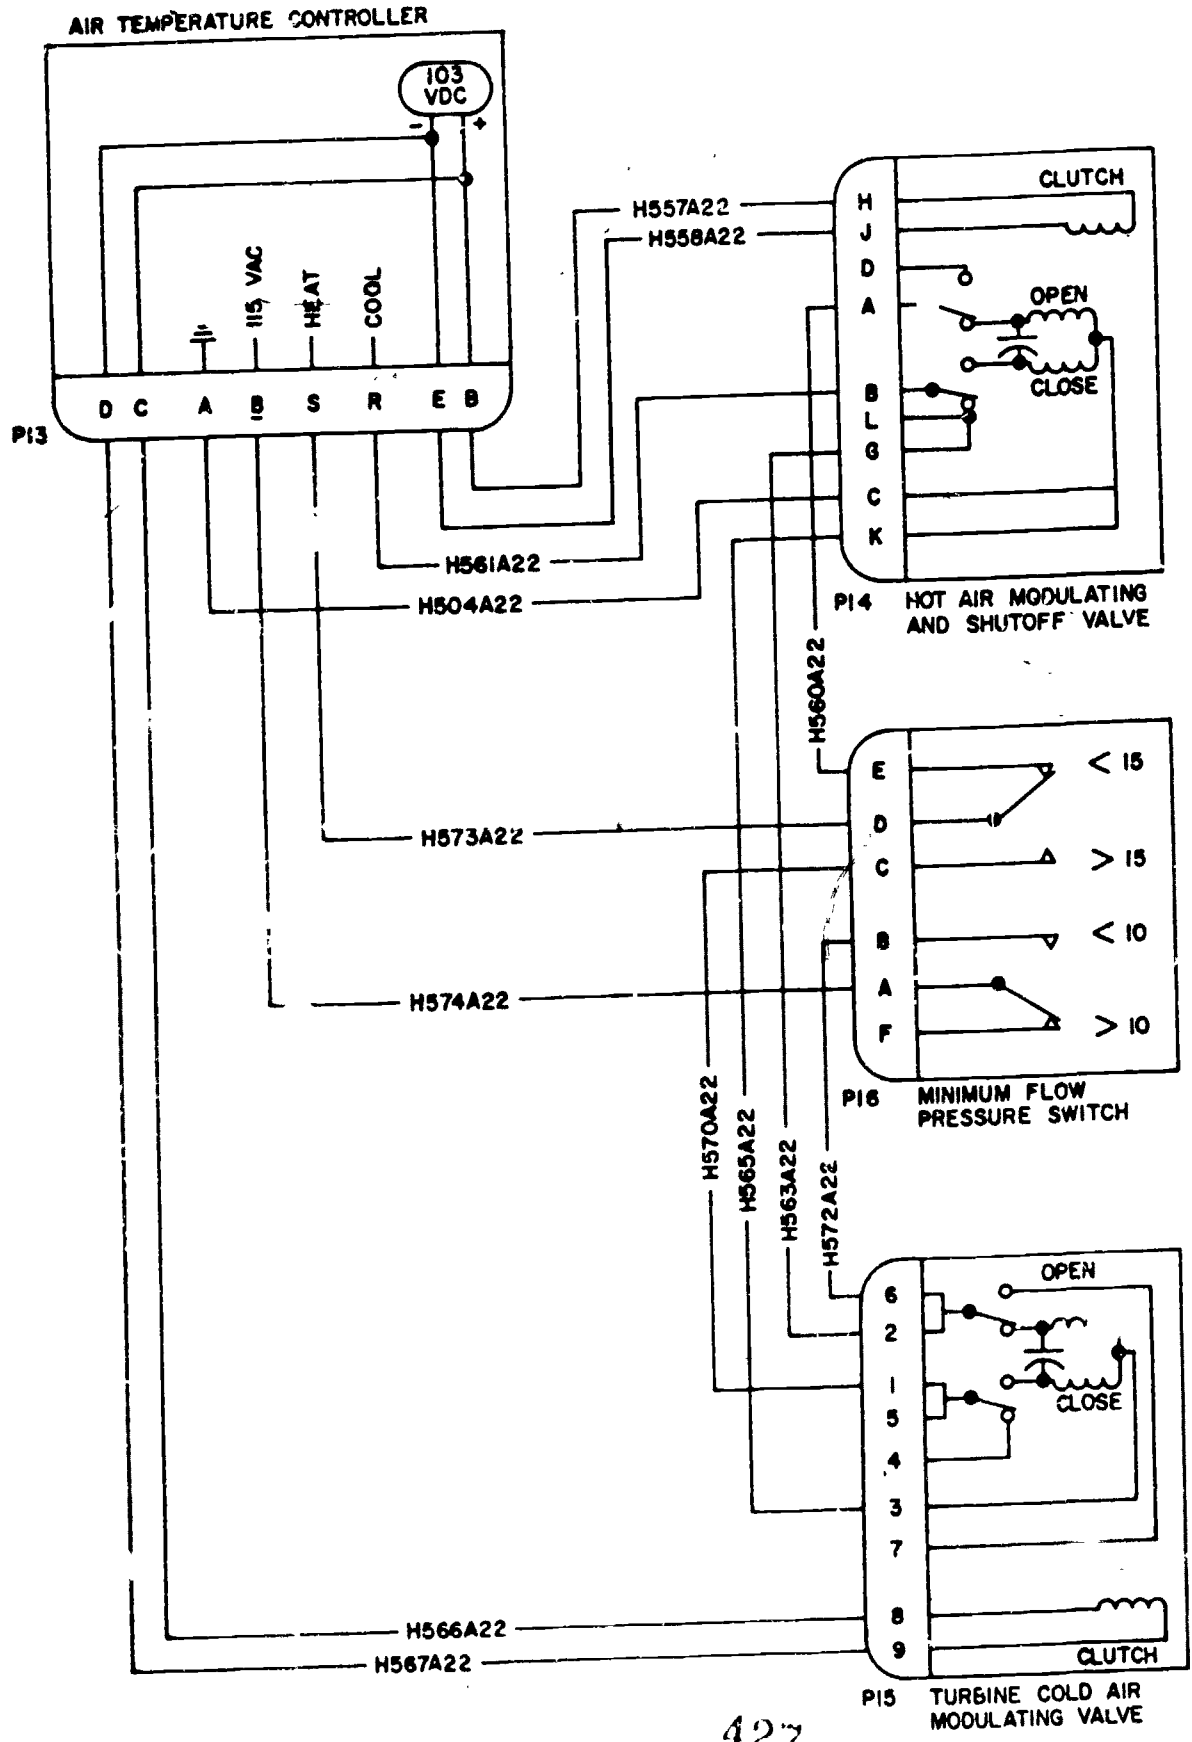 AIR TEMPERATURE CONTROLLER
103
VDC
- +
115 VAC
HEAT
COOL
D C A B S R E B
P13
H557A22
H558A22
H561A22
H504A22
CLUTCH
H
J
D
A
OPEN
CLOSE
B
L
G
C
K
P14 HOT AIR MODULATING
AND SHUTOFF VALVE
H560A22
E < 15
D
C > 15
B < 10
A
F > 10
H573A22
H574A22
P16 MINIMUM FLOW
PRESSURE SWITCH
H570A22
H565A22
H563A22
H572A22
OPEN
6
2
1
5
CLOSE
4
3
7
8
9
CLUTCH
H566A22
H567A22
P15 TURBINE COLD AIR
MODULATING VALVE